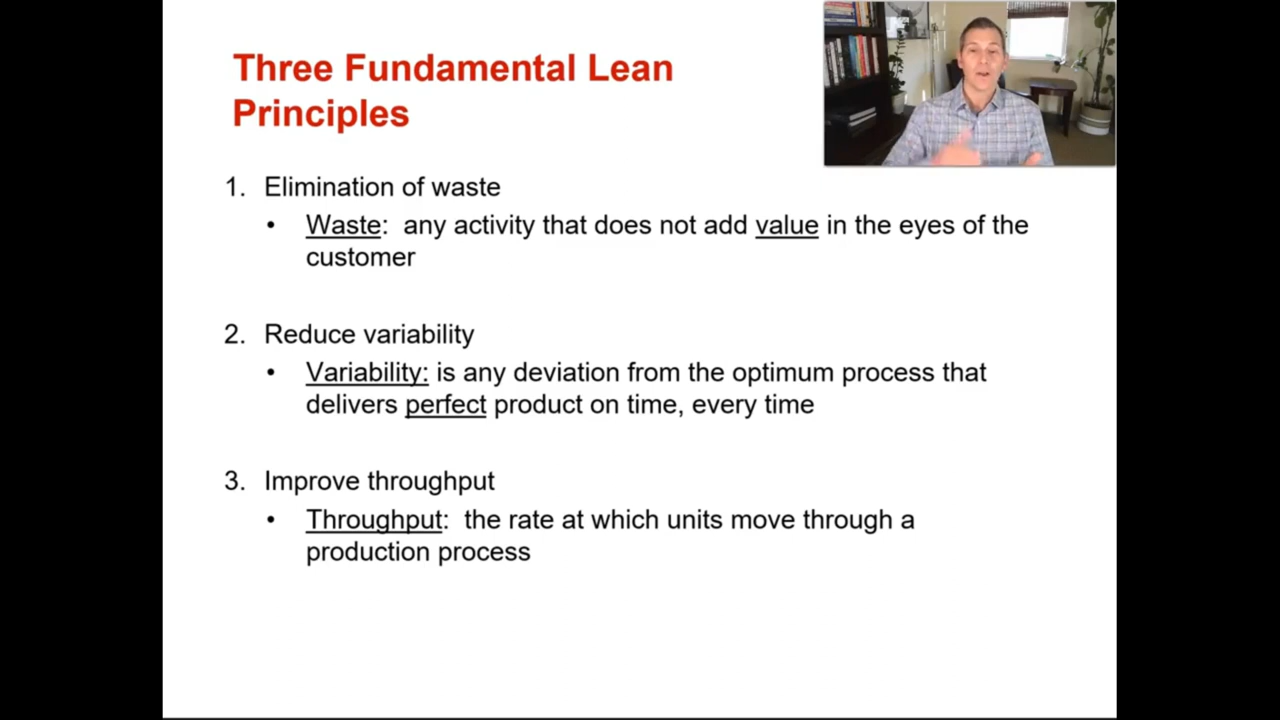 Three Fundamental Lean
Principles
1. Elimination of waste
• Waste: any activity that does not add value in the eyes of the
customer
2. Reduce variability
• Variability: is any deviation from the optimum process that
delivers perfect product on time, every time
3. Improve throughput
• Throughput: the rate at which units move through a
production process